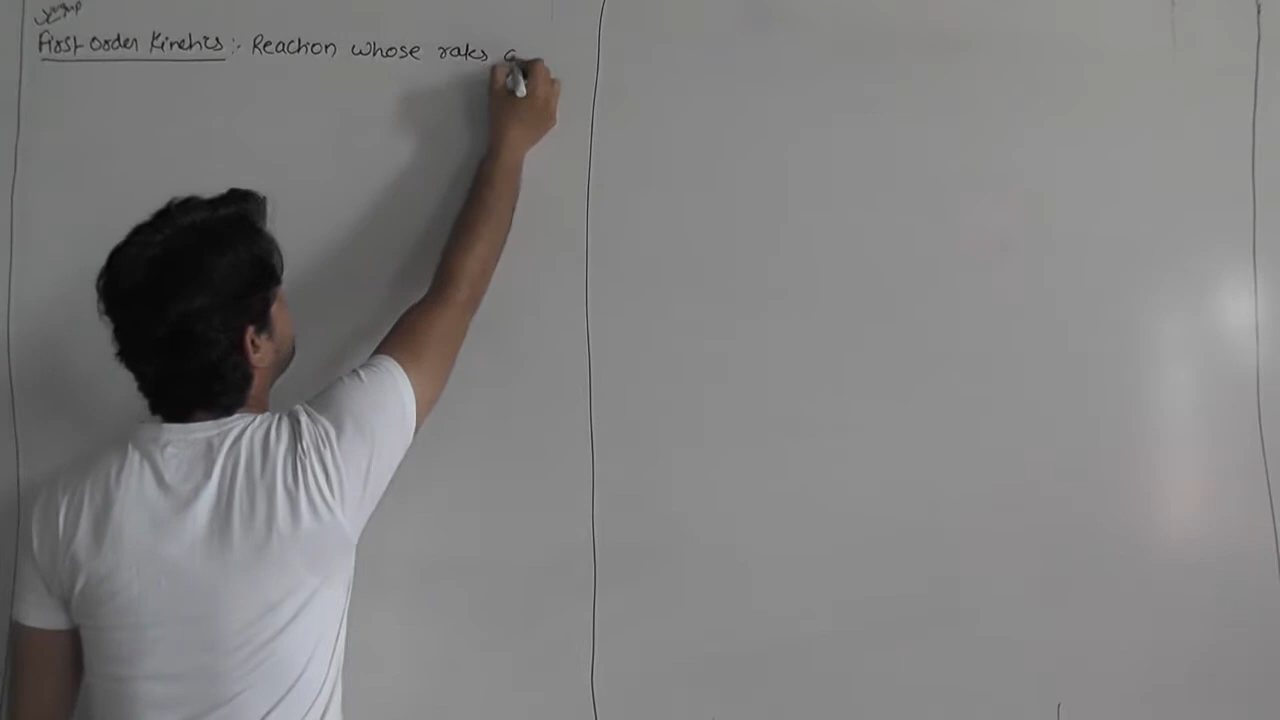 First Order Kinetics :- Reaction whose rates